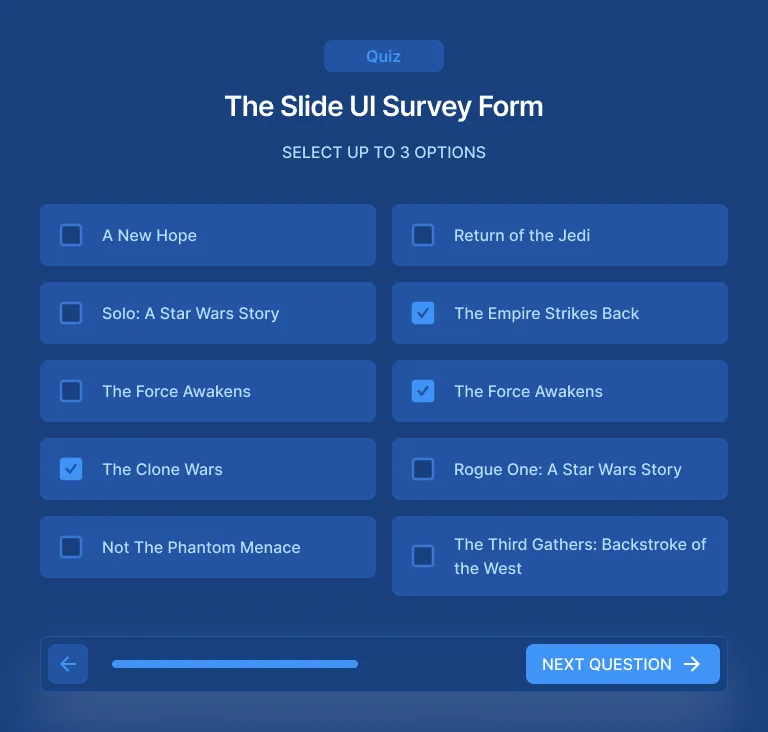 Quiz
The Slide UI Survey Form
SELECT UP TO 3 OPTIONS
A New Hope
Return of the Jedi
Solo: A Star Wars Story
The Empire Strikes Back
The Force Awakens
The Force Awakens
The Clone Wars
Rogue One: A Star Wars Story
Not The Phantom Menace
The Third Gathers: Backstroke of
the West
NEXT QUESTION